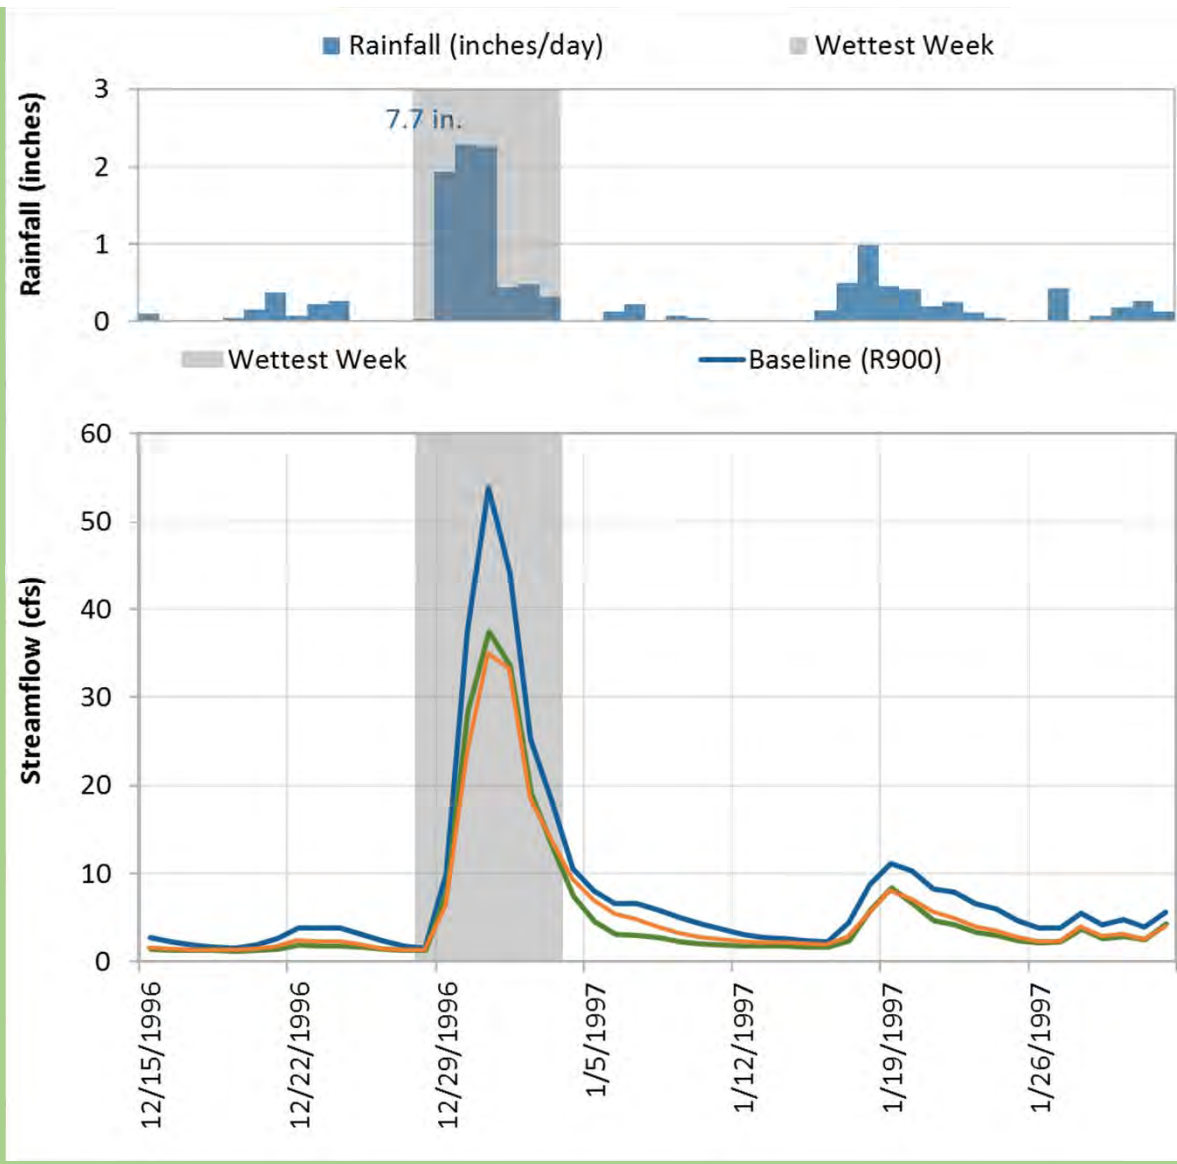 Rainfall (inches/day) Wettest Week
Rainfall (inches)
3
7.7 in.
2
1
0
Wettest Week Baseline (R900)
Streamflow (cfs)
60
50
40
30
20
10
0
12/15/1996 12/22/1996 12/29/1996 1/5/1997 1/12/1997 1/19/1997 1/26/1997